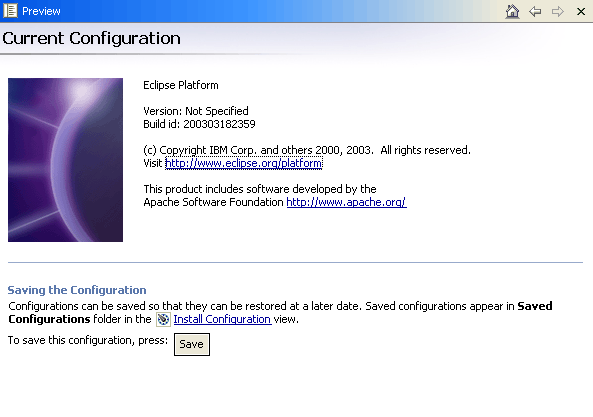 Preview
Current Configuration
Eclipse Platform
Version: Not Specified
Build id: 200303182359
(c) Copyright IBM Corp. and others 2000, 2003.  All rights reserved.
Visit http://www.eclipse.org/platform
This product includes software developed by the
Apache Software Foundation http://www.apache.org/
Saving the Configuration
Configurations can be saved so that they can be restored at a later date. Saved configurations appear in Saved
Configurations folder in the Install Configuration view.
To save this configuration, press: Save